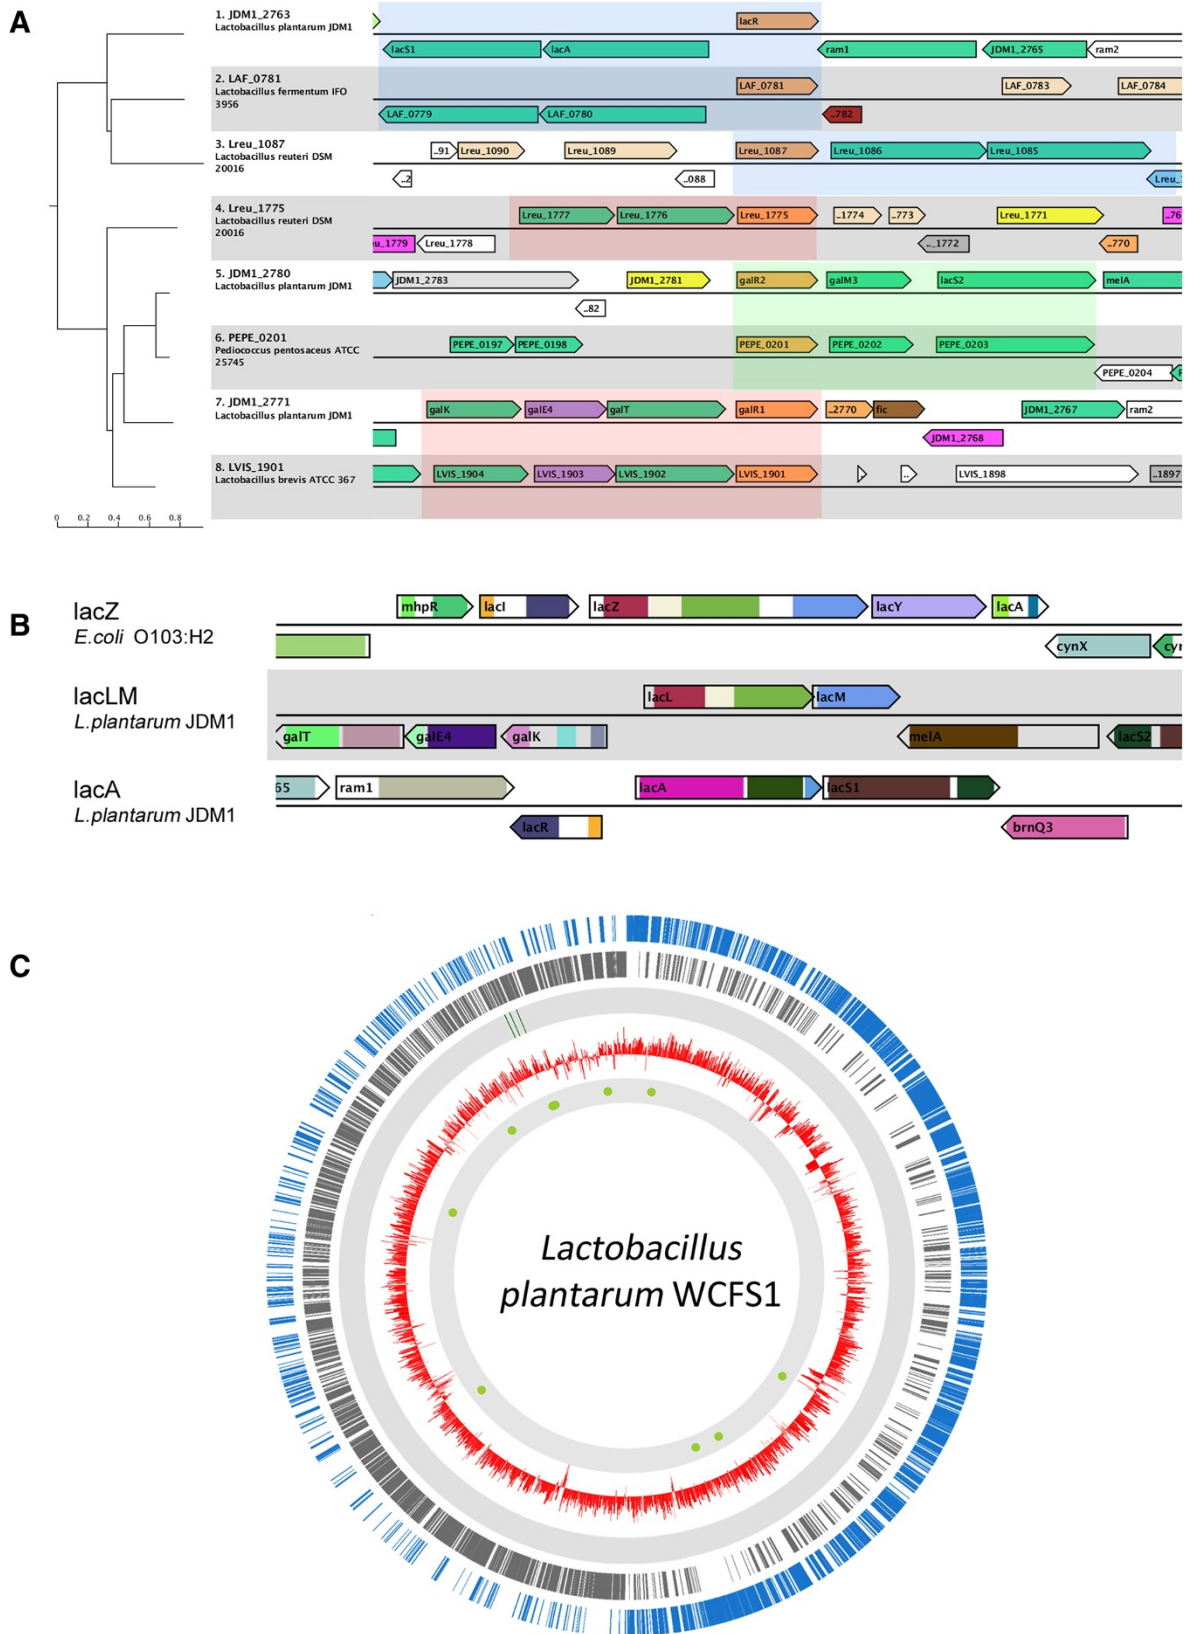 A
1. JDM1_2763
Lactobacillus plantarum JDM1
lacR
lacS1 lacA ram1 JDM1_2765 ram2
2. LAF_0781
Lactobacillus fermentum IFO
3956
LAF_0781 LAF_0783 LAF_0784
LAF_0779 LAF_0780 ..782
3. Lreu_1087
Lactobacillus reuteri DSM
20016
..91 Lreu_1090 Lreu_1089 Lreu_1087 Lreu_1086 Lreu_1085
..2 ..088 Lreu_
4. Lreu_1775
Lactobacillus reuteri DSM
20016
Lreu_1777 Lreu_1776 Lreu_1775 ..1774 ..773 Lreu_1771 ..76
eu_1779 Lreu_1778 .._1772 ..770
5. JDM1_2780
Lactobacillus plantarum JDM1
JDM1_2783 JDM1_2781 galR2 galM3 lacS2 melA
..82
6. PEPE_0201
Pediococcus pentosaceus ATCC
25745
PEPE_0197 PEPE_0198 PEPE_0201 PEPE_0202 PEPE_0203
PEPE_0204
7. JDM1_2771
Lactobacillus plantarum JDM1
galK galE4 galT galR1 ..2770 fic JDM1_2767 ram2
JDM1_2768
8. LVIS_1901
Lactobacillus brevis ATCC 367
LVIS_1904 LVIS_1903 LVIS_1902 LVIS_1901 .. LVIS_1898 ..1897
0 0.2 0.4 0.6 0.8
B
lacZ
E.coli O103:H2
mhpR lacI lacZ lacY lacA
cynX cyn
lacLM
L.plantarum JDM1
lacL lacM
galT galE4 galK melA lacS2
lacA
L.plantarum JDM1
65 ram1 lacA lacS1
lacR brnQ3
C
Lactobacillus
plantarum WCFS1